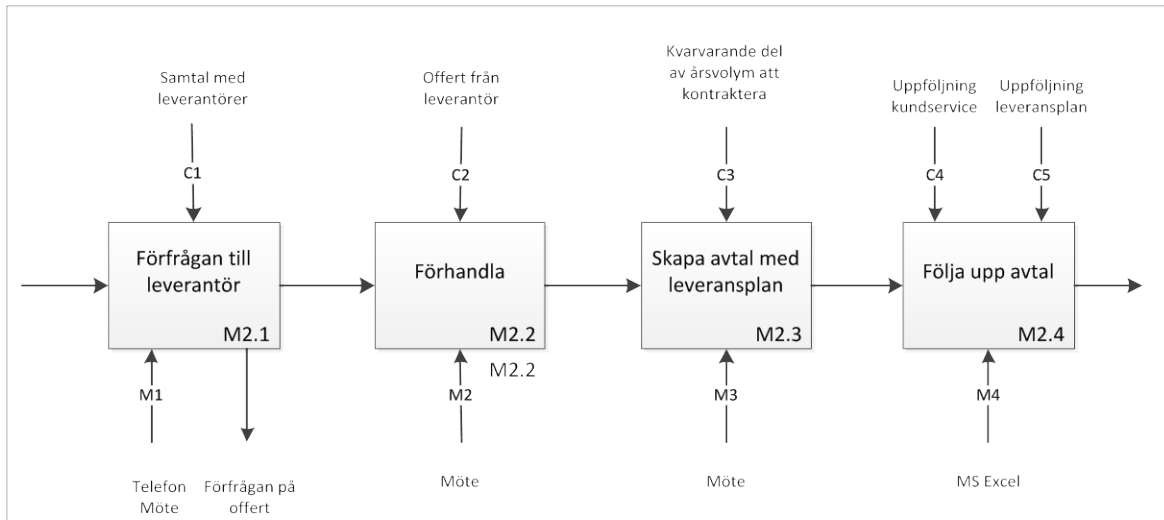 Samtal med
leverantörer
Offert från
leverantör
Kvarvarande del
av årsvolym att
kontraktera
Uppföljning
kundservice
Uppföljning
leveransplan
C1
C2
C3
C4
C5
Förfrågan till
leverantör
M2.1
Förhandla
M2.2
Skapa avtal med
leveransplan
M2.3
Följa upp avtal
M2.4
M2.2
M1
M2
M3
M4
Telefon
Möte
Förfrågan på
offert
Möte
Möte
MS Excel